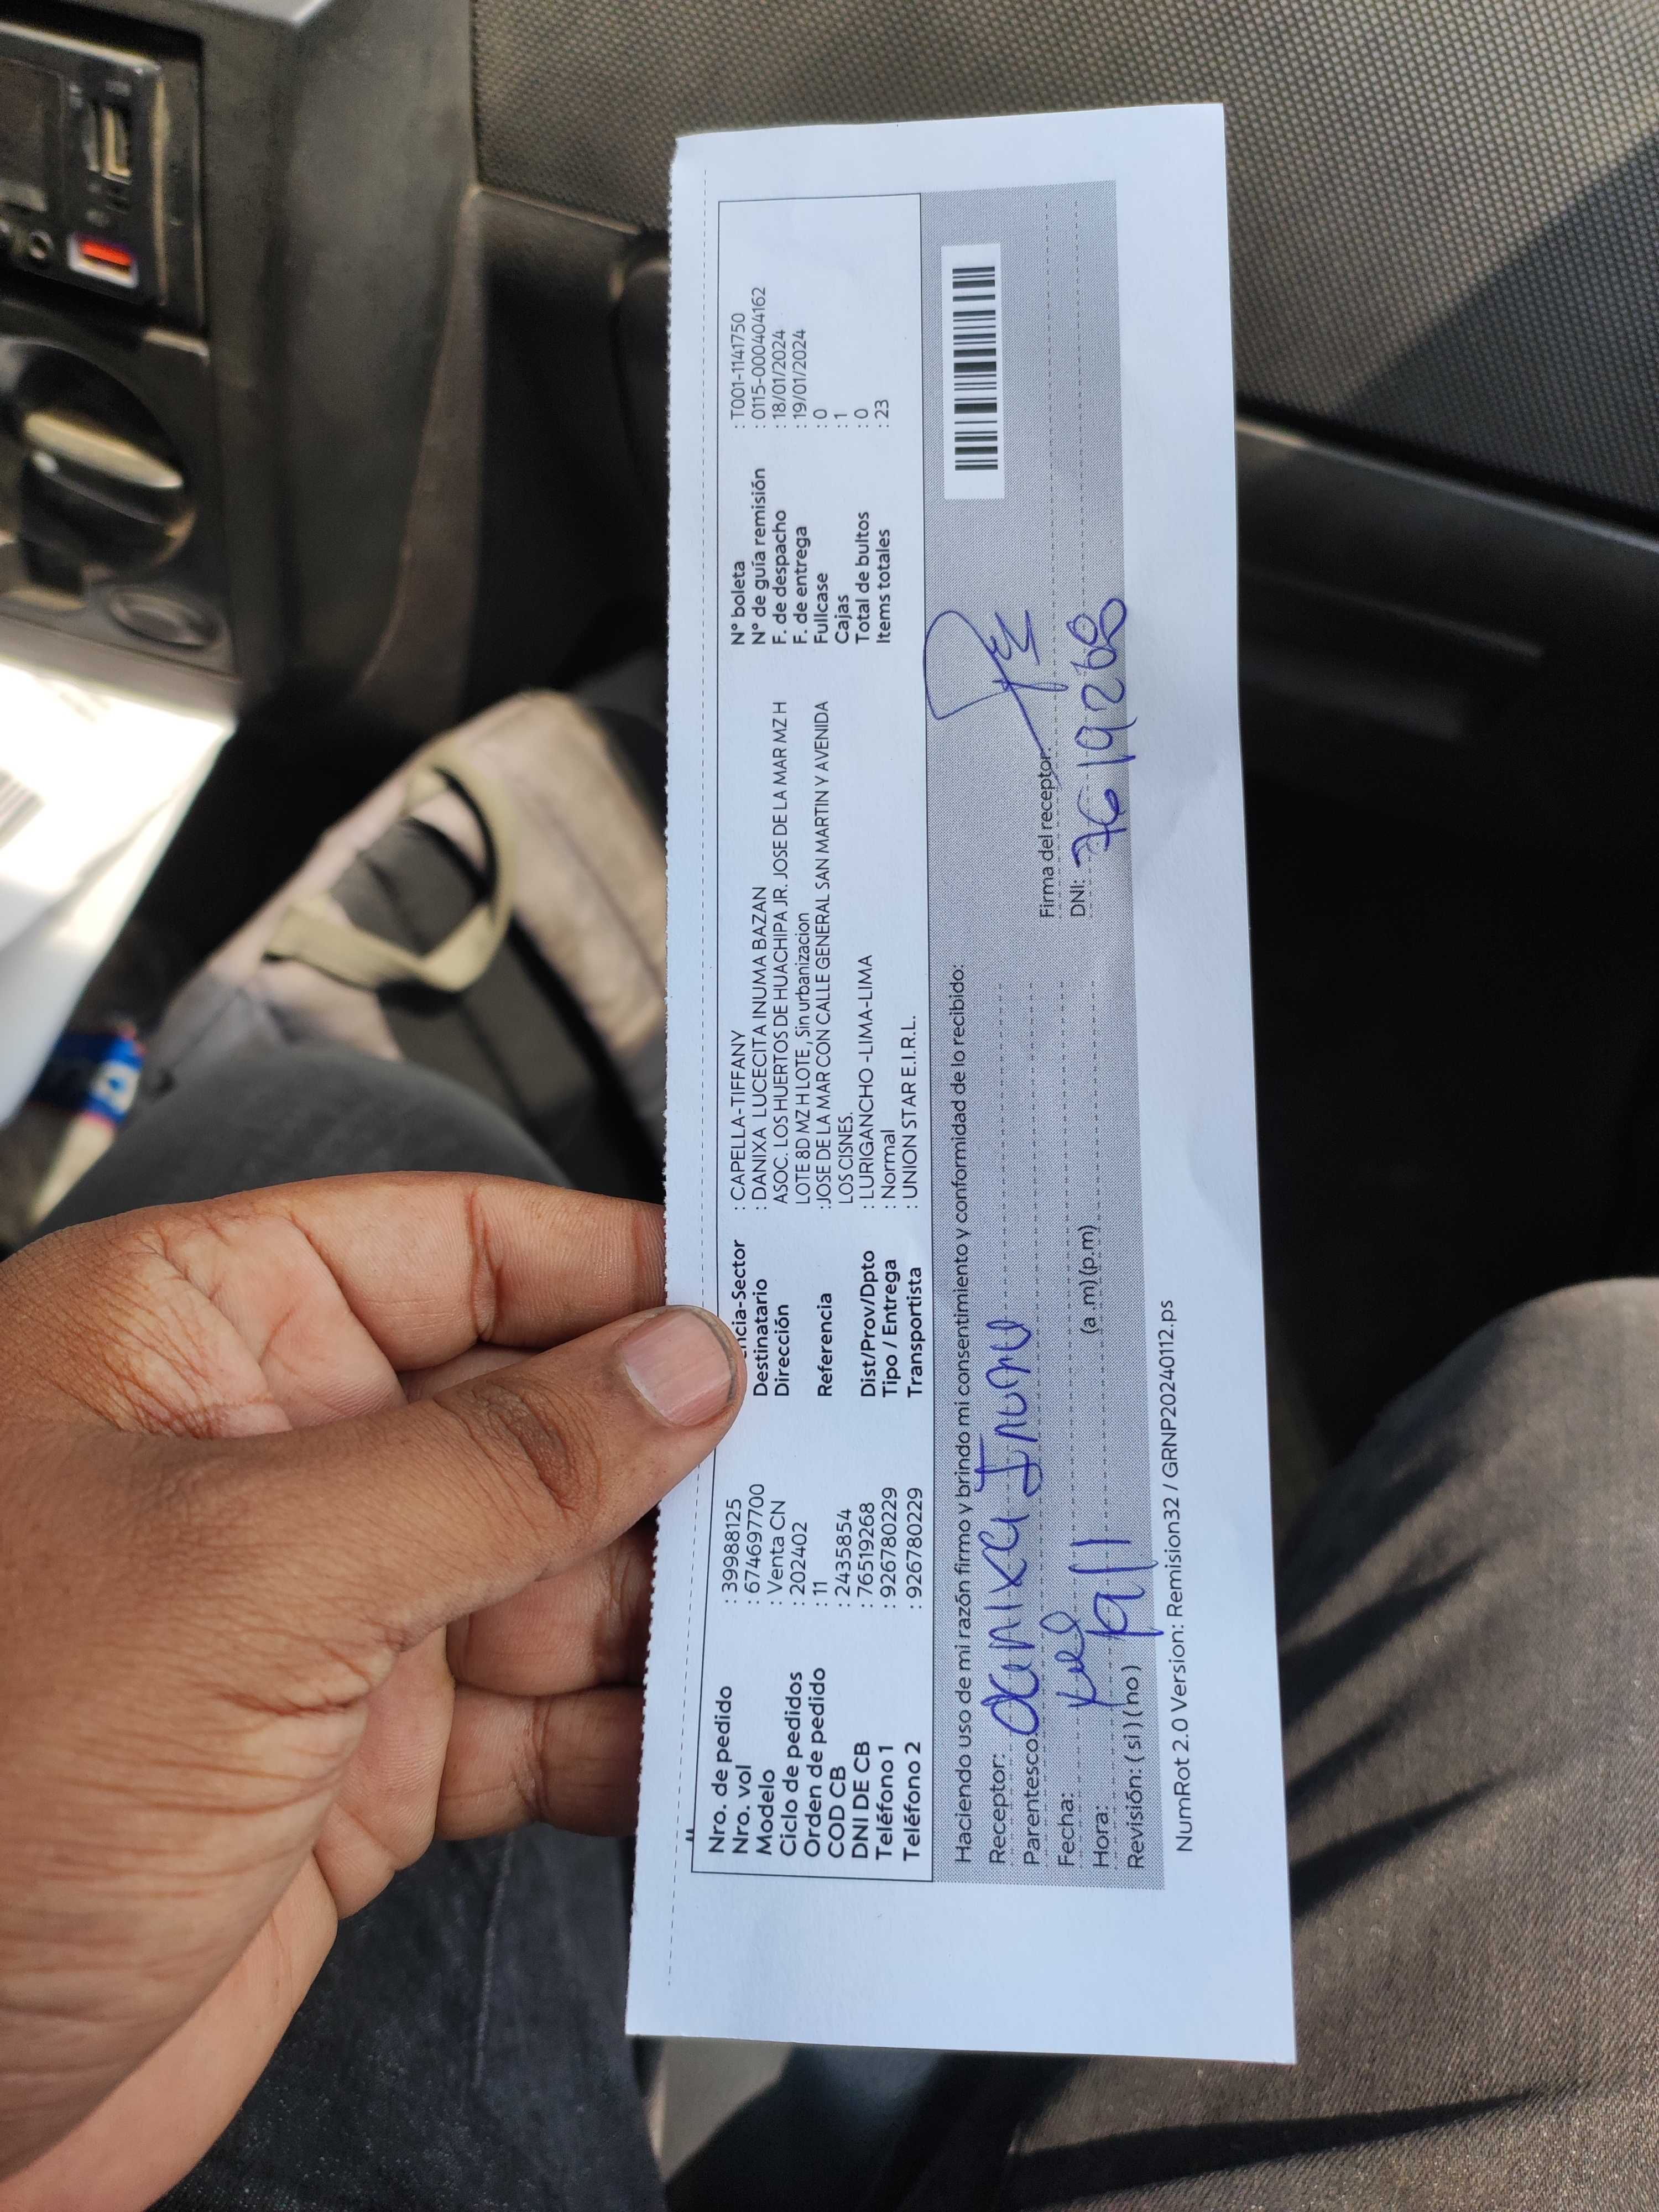 Nro. de pedido : 399888125
Nro. vol : 674697700
Modelo : Venta CN
Ciclo de pedidos : 202402
Orden de pedido : 11
COD CB : 2435854
DNI DE CB : 76519268
Teléfono 1 : 926780229
Teléfono 2 : 926780229
ncia-Sector : CAPELLA-TIFFANY
Destinatario : DANIXA LUCECITA INUMA BAZAN
Dirección ASOC. LOS HUERTOS DE HUACHIPA JR. JOSE DE LA MAR MZ H
LOTE 8D MZ H LOTE , Sin urbanizacion
Referencia : JOSE DE LA MAR CON CALLE GENERAL SAN MARTIN Y AVENIDA
LOS CISNES.
Dist/Prov/Dpto : LURIGANCHO -LIMA-LIMA
Tipo / Entrega : Normal
Transportista : UNION STAR E.I.R.L.
N° boleta : T001-1141750
N° de guía remisión : 0115-000404162
F. de despacho : 18/01/2024
F. de entrega : 19/01/2024
Fullcase : 0
Cajas : 1
Total de bultos : 0
Items totales : 23
Haciendo uso de mi razón firmo y brindo mi consentimiento y conformidad de lo recibido:
Receptor: Danixa Inuma
Parentesco:
Fecha:
Hora: 19/1 (a.m) (p.m)
Revisión: ( si ) ( no )
Firma del receptor:
DNI: 7619268
NumRot 2.0 Version: Remision32 / GRNP20240112.ps